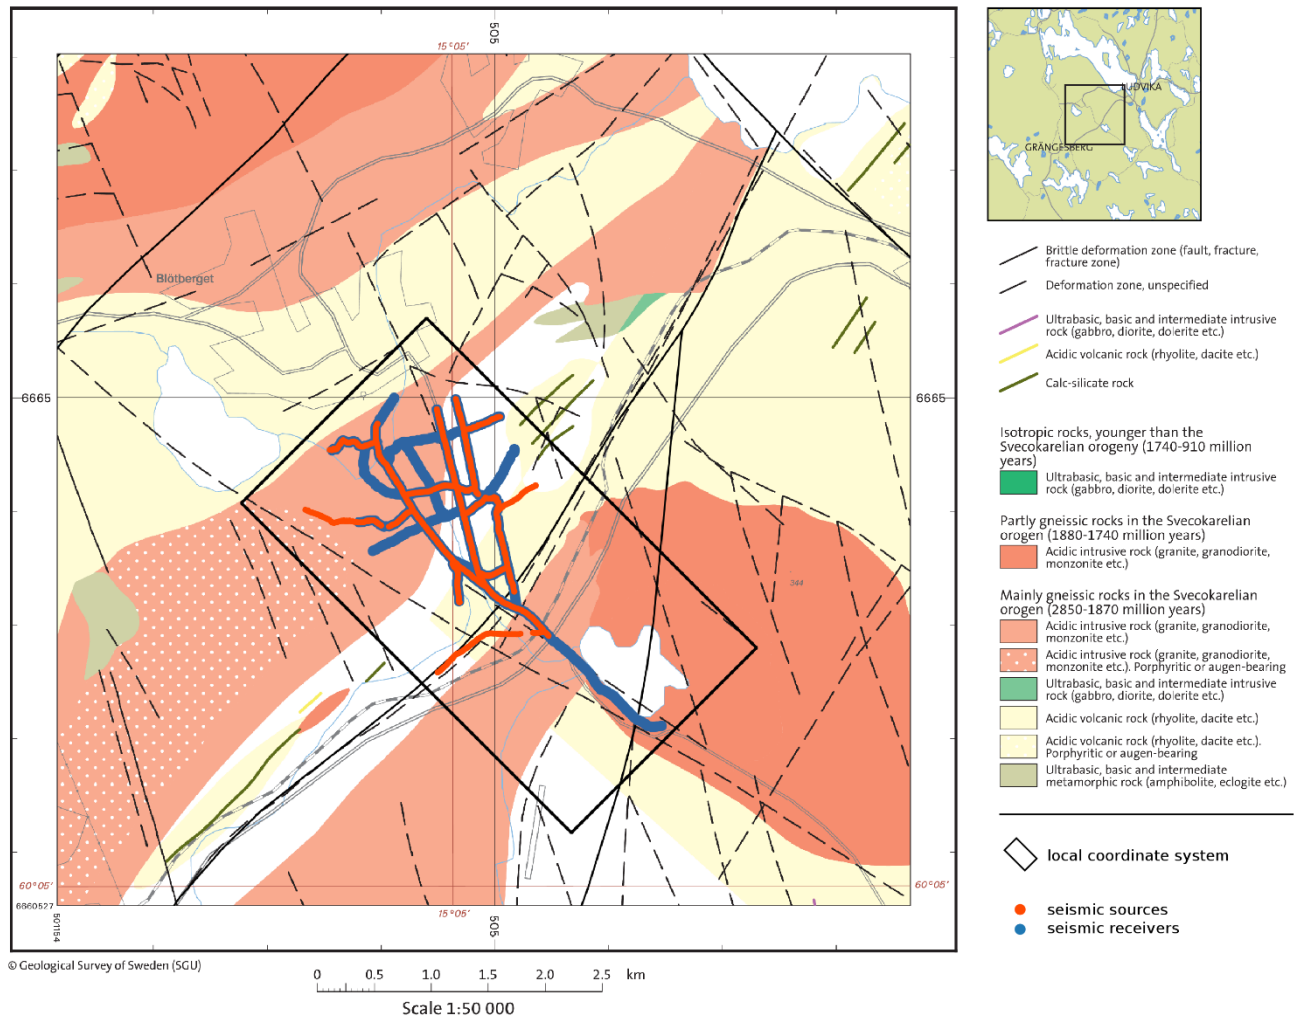 505
15°05'
Blötberget
6665
6665
344
60°05'
60°05'
6660527
501154
15°05'
505
© Geological Survey of Sweden (SGU)
0 0.5 1.0 1.5 2.0 2.5 km
Scale 1:50 000
LUDVIKA
GRÄNGESBERG
Brittle deformation zone (fault, fracture,
fracture zone)
Deformation zone, unspecified
Ultrabasic, basic and intermediate intrusive
rock (gabbro, diorite, dolerite etc.)
Acidic volcanic rock (rhyolite, dacite etc.)
Calc-silicate rock
Isotropic rocks, younger than the
Svecokarelian orogeny (1740-910 million
years)
Ultrabasic, basic and intermediate intrusive
rock (gabbro, diorite, dolerite etc.)
Partly gneissic rocks in the Svecokarelian
orogen (1880-1740 million years)
Acidic intrusive rock (granite, granodiorite,
monzonite etc.)
Mainly gneissic rocks in the Svecokarelian
orogen (2850-1870 million years)
Acidic intrusive rock (granite, granodiorite,
monzonite etc.)
Acidic intrusive rock (granite, granodiorite,
monzonite etc.). Porphyritic or augen-bearing
Ultrabasic, basic and intermediate intrusive
rock (gabbro, diorite, dolerite etc.)
Acidic volcanic rock (rhyolite, dacite etc.)
Acidic volcanic rock (rhyolite, dacite etc.).
Porphyritic or augen-bearing
Ultrabasic, basic and intermediate
metamorphic rock (amphibolite, eclogite etc.)
local coordinate system
seismic sources
seismic receivers